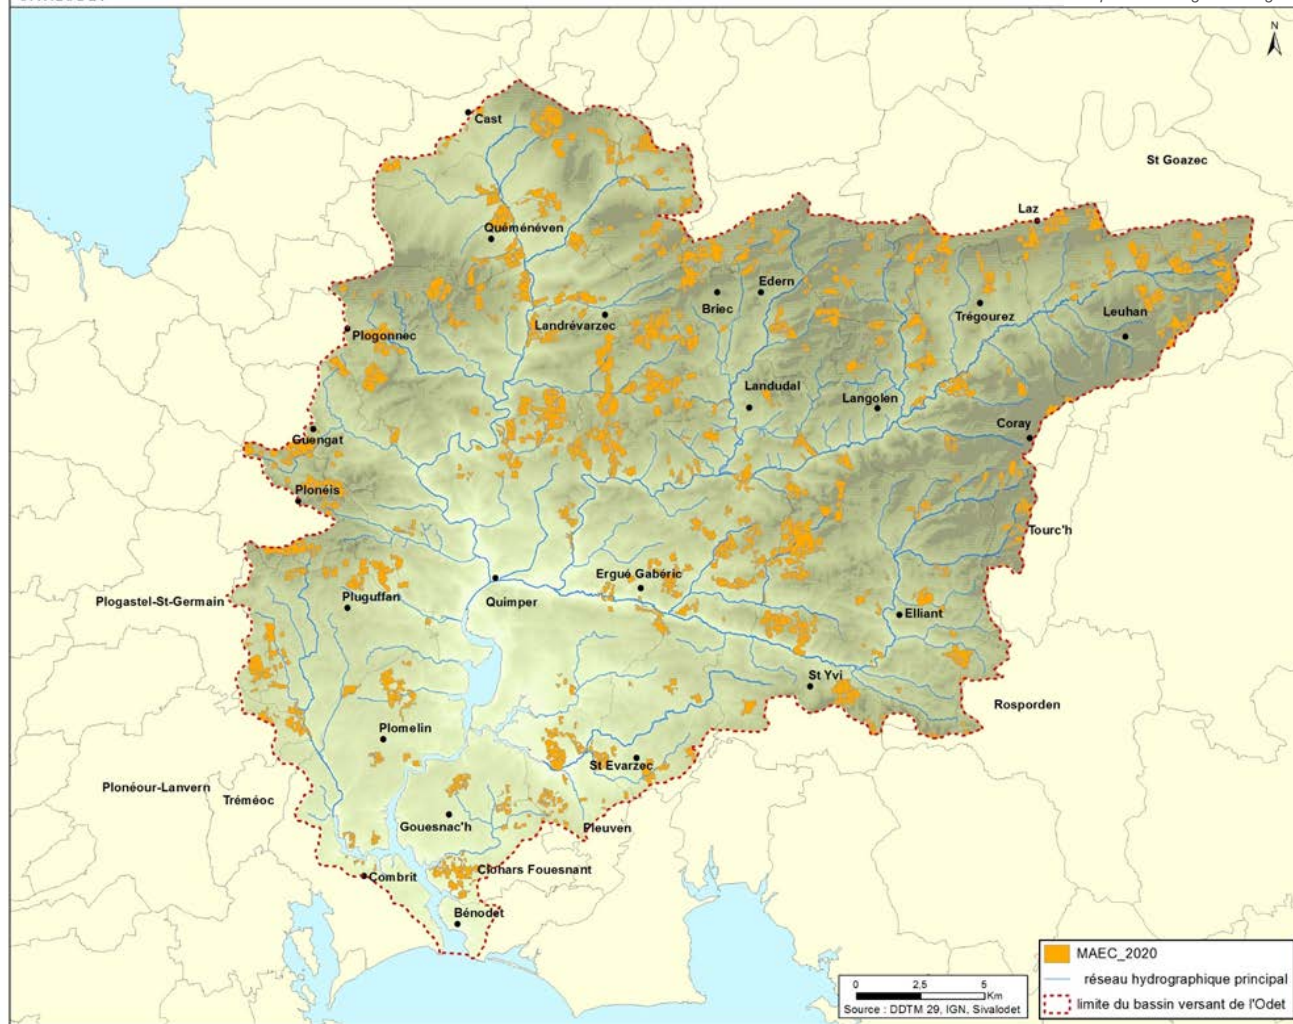 N
St Goazec
Cast
Laz
Quéménéven
Edern
Briec
Trégourez
Leuhan
Landrévarzec
Plogonnec
Landudal
Langolen
Coray
Guengat
Plonéis
Tourc'h
Ergué Gabéric
Plogastel-St-Germain
Pluguffan
Quimper
Elliant
St Yvi
Rosporden
Plomelin
St Evarzec
Plonéour-Lanvern
Tréméoc
Gouesnac'h
Pleuven
Clohars Fouesnant
Combrit
Bénodet
MAEC_2020
réseau hydrographique principal
limite du bassin versant de l'Odet
0 2,5 5
Km
Source : DDTM 29, IGN, Sivalodet